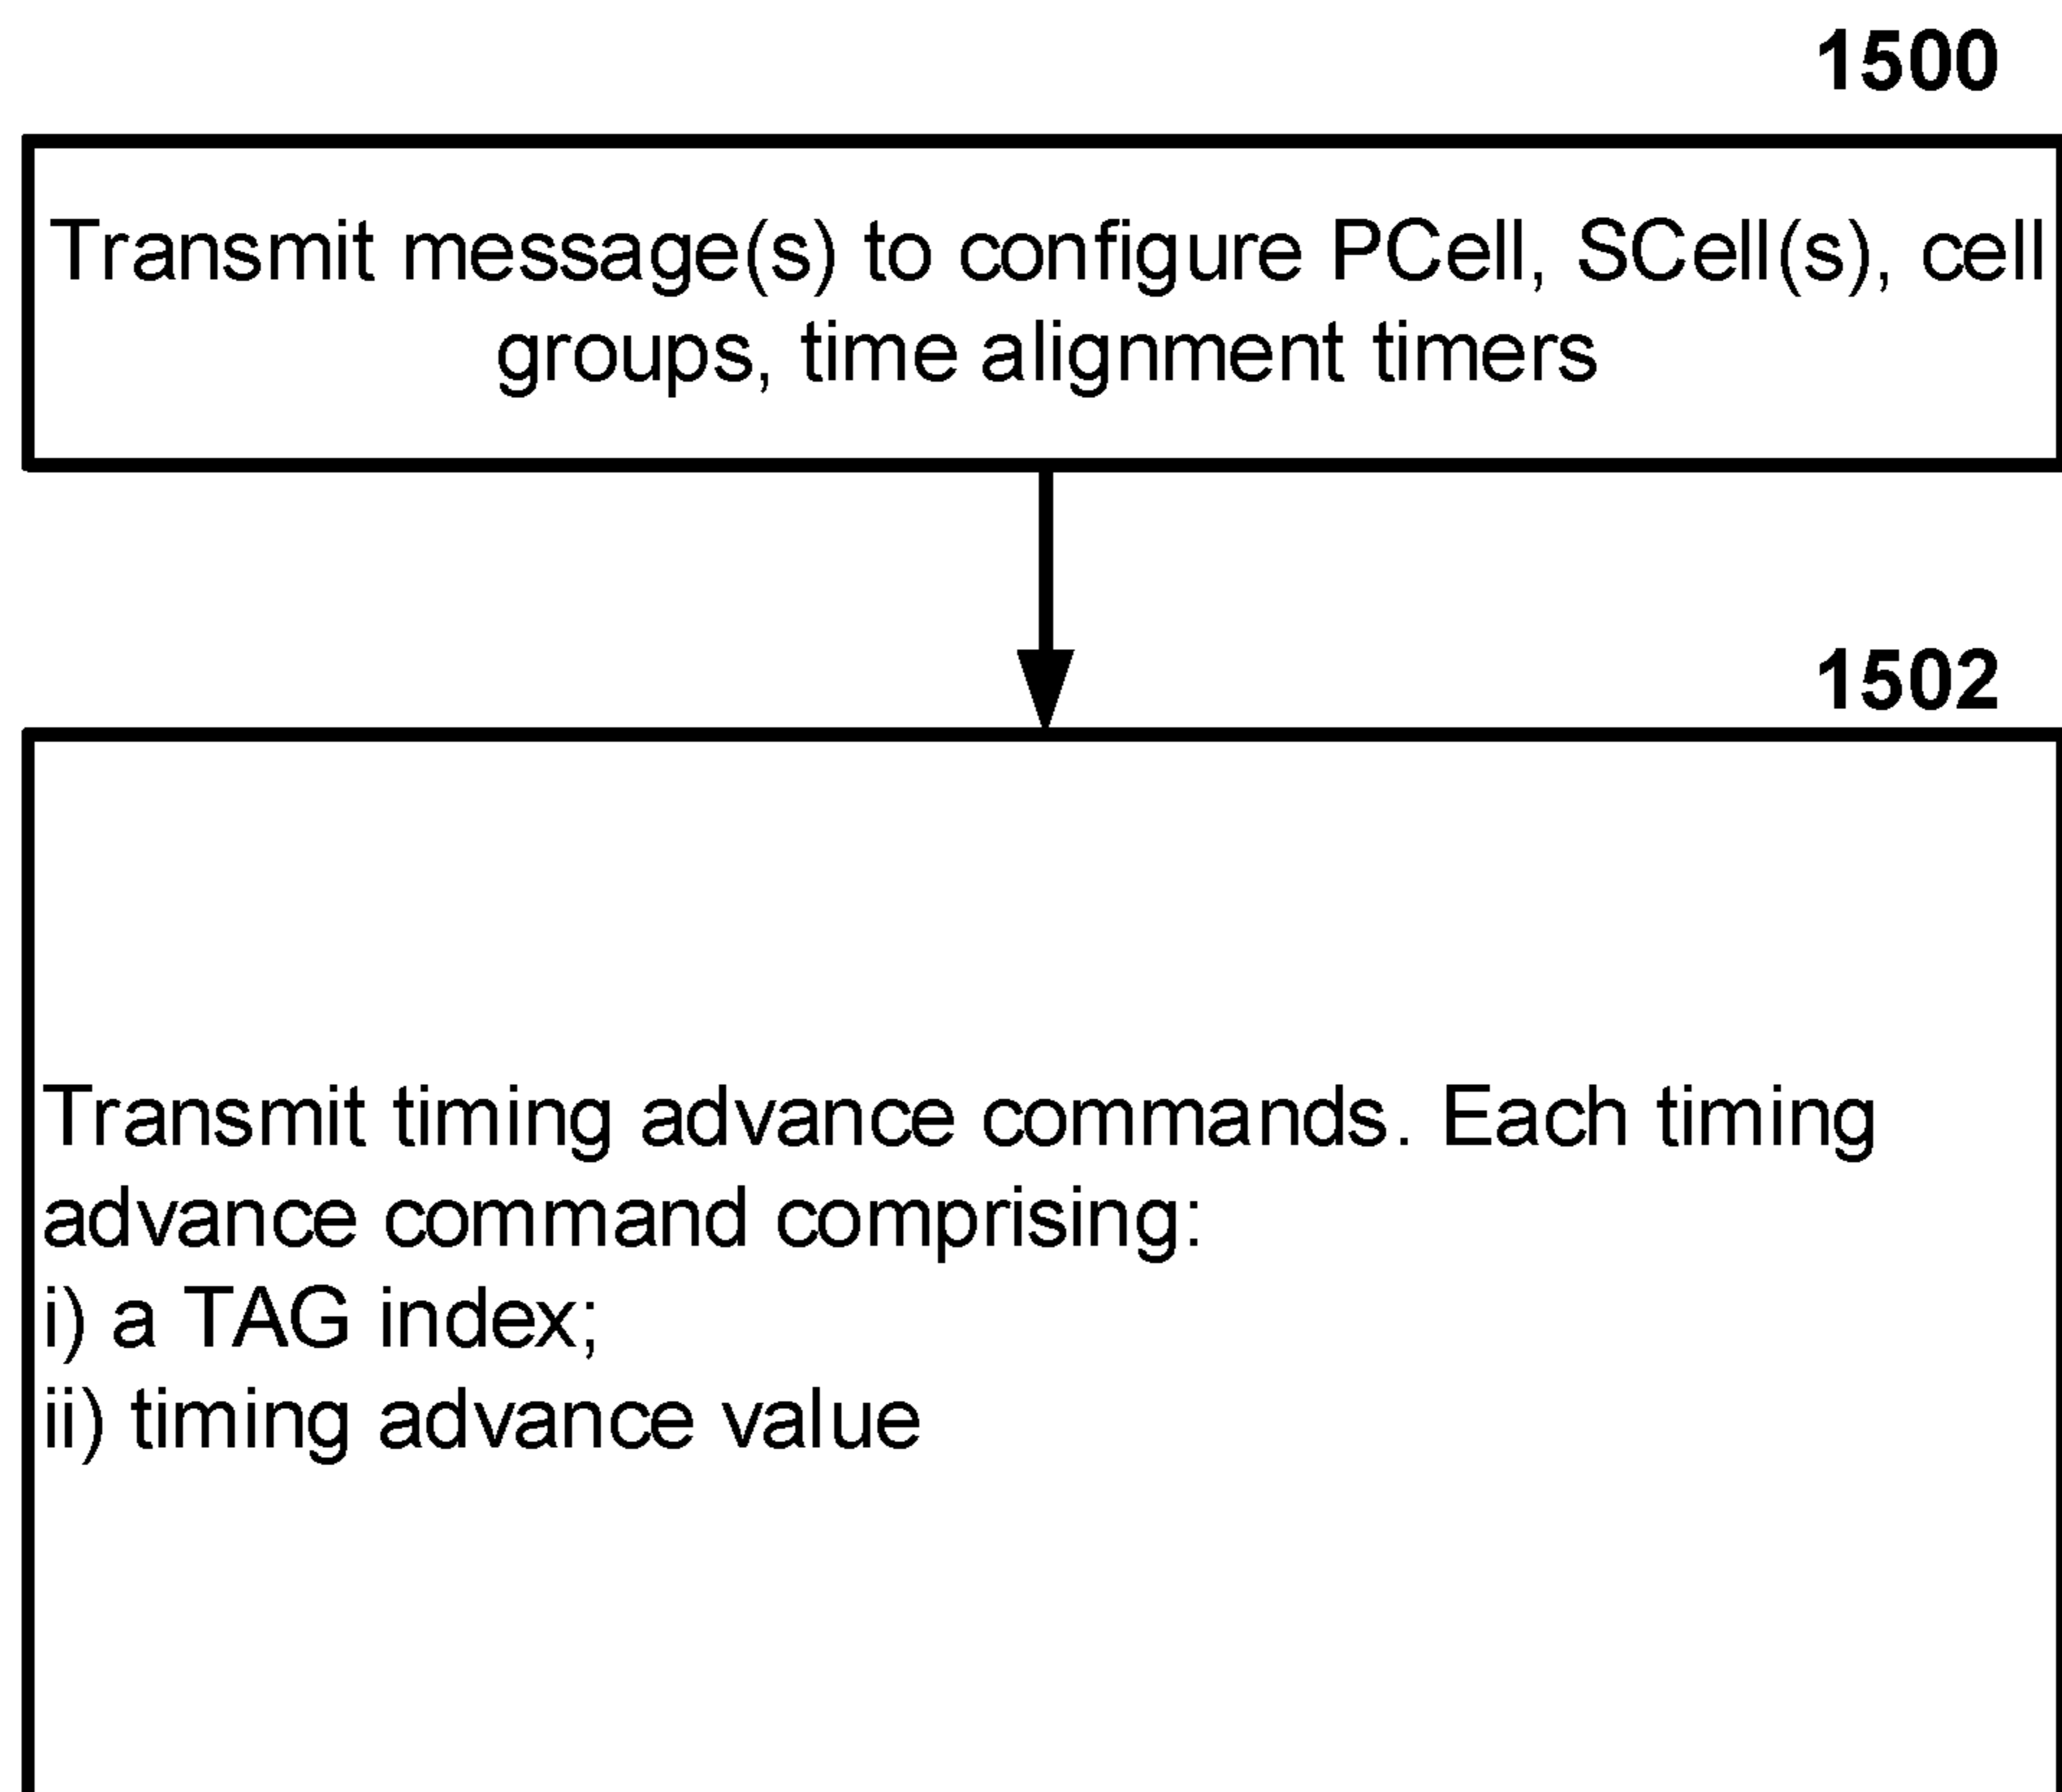 1500
Transmit message(s) to configure PCell, SCell(s), cell
groups, time alignment timers
1502
Transmit timing advance commands. Each timing
advance command comprising:
i) a TAG index;
ii) timing advance value